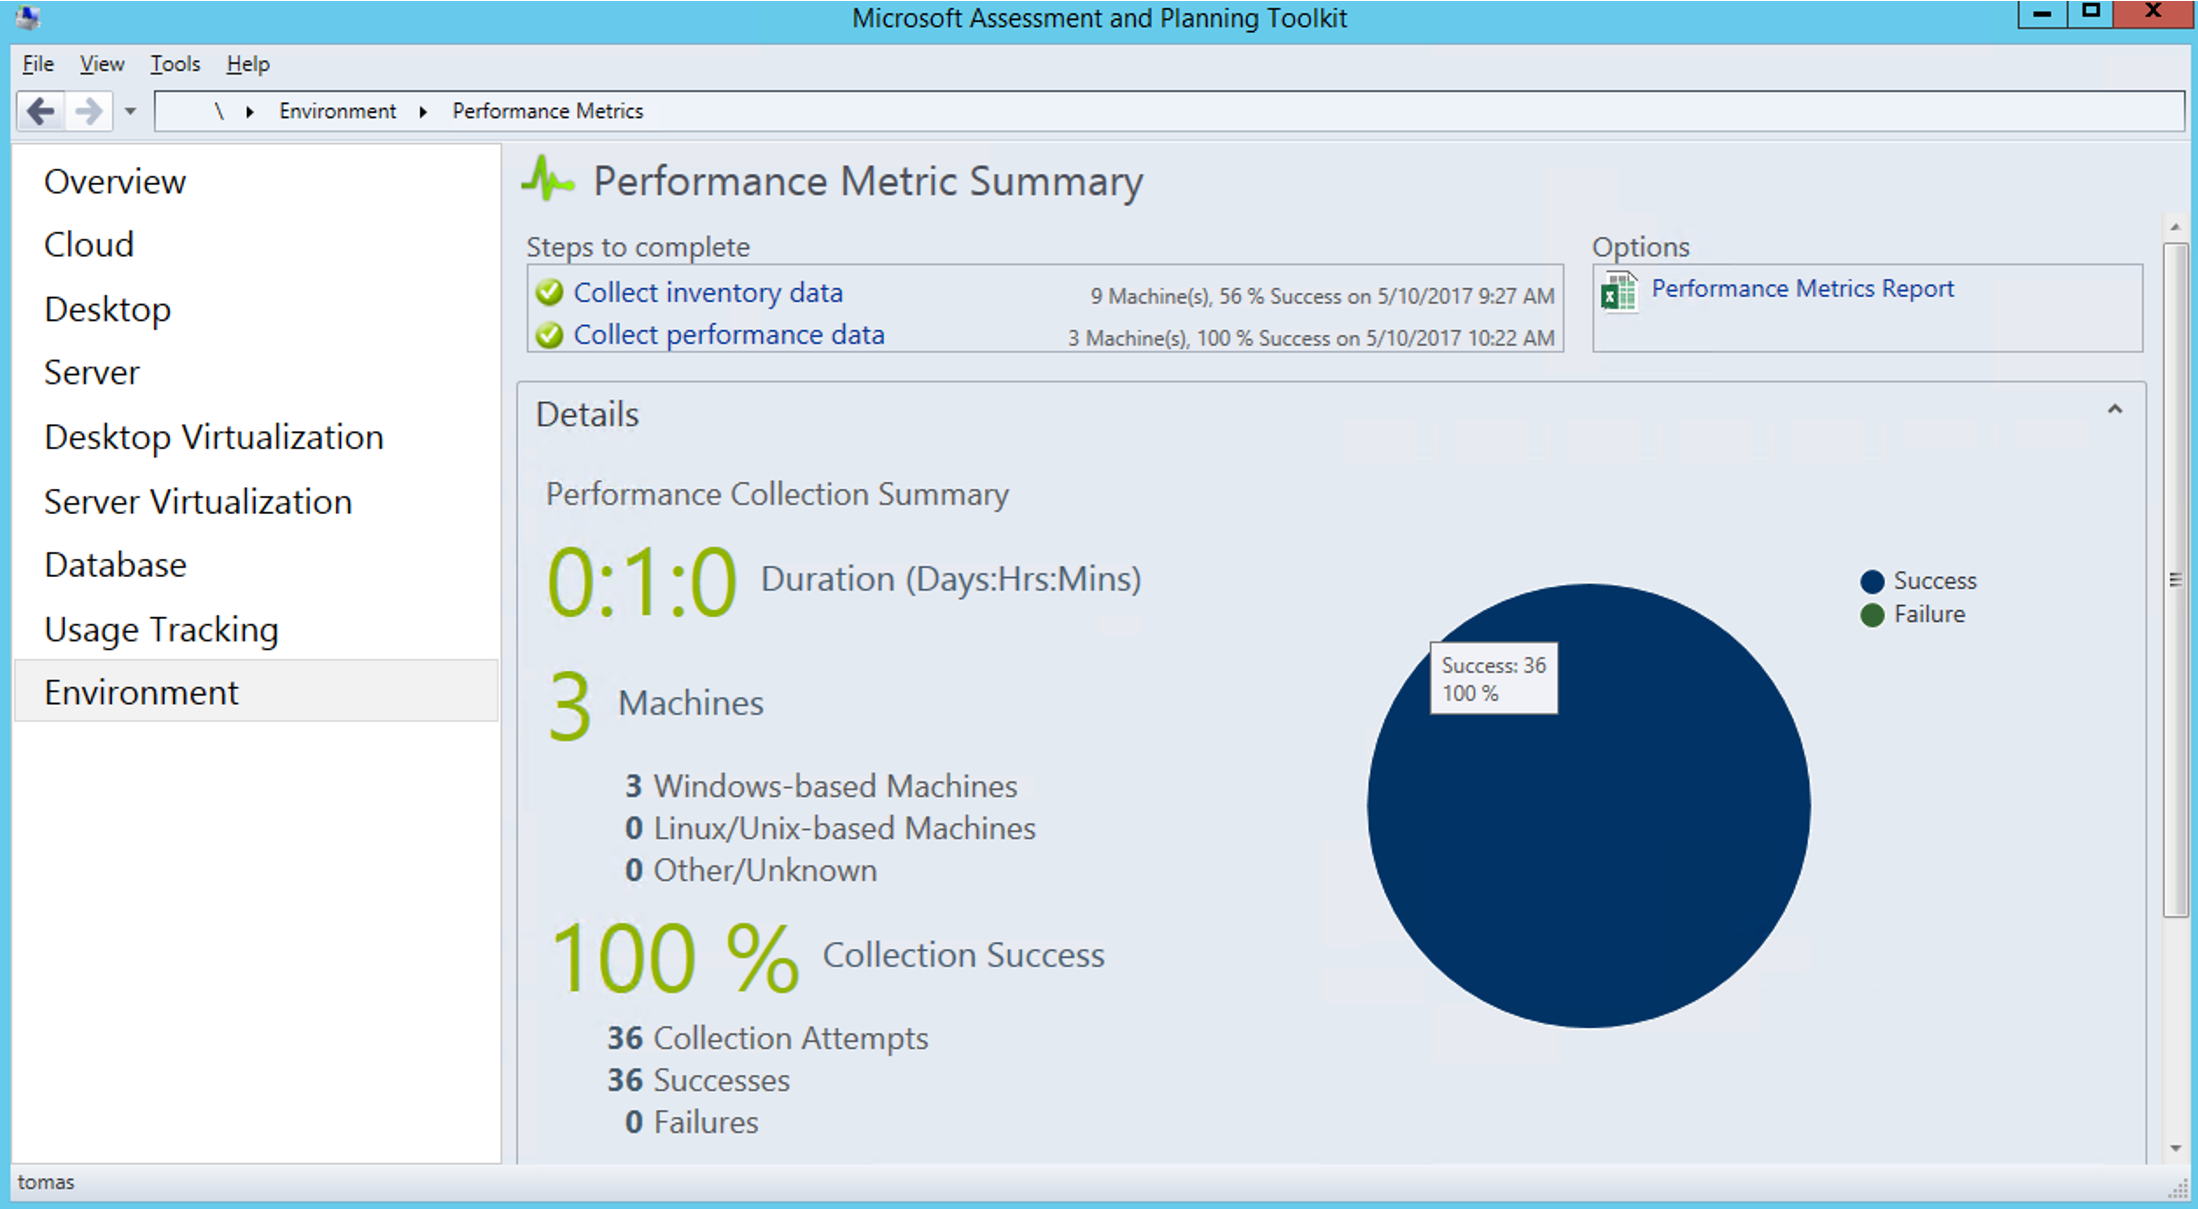 Microsoft Assessment and Planning Toolkit
File View Tools Help
\ Environment Performance Metrics
Overview
Cloud
Desktop
Server
Desktop Virtualization
Server Virtualization
Database
Usage Tracking
Environment
Performance Metric Summary
Steps to complete
Collect inventory data 9 Machine(s), 56 % Success on 5/10/2017 9:27 AM
Collect performance data 3 Machine(s), 100 % Success on 5/10/2017 10:22 AM
Options
Performance Metrics Report
Details
Performance Collection Summary
0:1:0 Duration (Days:Hrs:Mins)
3 Machines
3 Windows-based Machines
0 Linux/Unix-based Machines
0 Other/Unknown
100 % Collection Success
36 Collection Attempts
36 Successes
0 Failures
Success: 36
100 %
Success
Failure
tomas